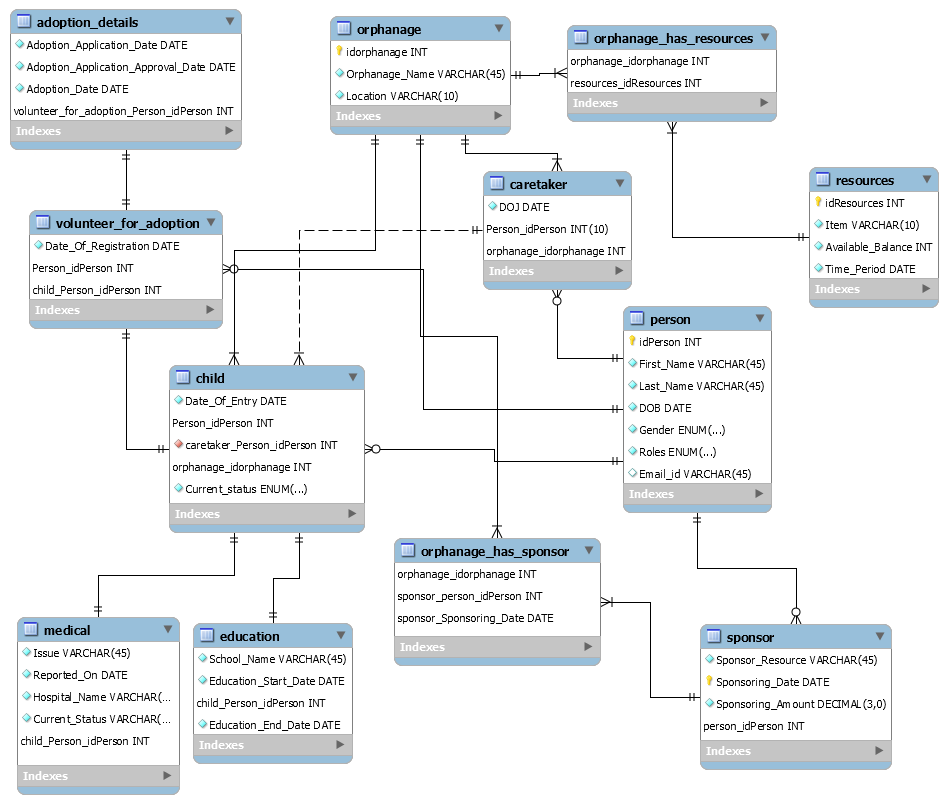 adoption_details
Adoption_Application_Date DATE
Adoption_Application_Approval_Date DATE
Adoption_Date DATE
volunteer_for_adoption_Person_idPerson INT
Indexes
orphanage
idorphanage INT
Orphanage_Name VARCHAR(45)
Location VARCHAR(10)
Indexes
orphanage_has_resources
orphanage_idorphanage INT
resources_idResources INT
Indexes
caretaker
DOJ DATE
Person_idPerson INT(10)
orphanage_idorphanage INT
Indexes
resources
idResources INT
Item VARCHAR(10)
Available_Balance INT
Time_Period DATE
Indexes
volunteer_for_adoption
Date_Of_Registration DATE
Person_idPerson INT
child_Person_idPerson INT
Indexes
person
idPerson INT
First_Name VARCHAR(45)
Last_Name VARCHAR(45)
DOB DATE
Gender ENUM(...)
Roles ENUM(...)
Email_id VARCHAR(45)
Indexes
child
Date_Of_Entry DATE
Person_idPerson INT
caretaker_Person_idPerson INT
orphanage_idorphanage INT
Current_status ENUM(...)
Indexes
orphanage_has_sponsor
orphanage_idorphanage INT
sponsor_person_idPerson INT
sponsor_Sponsoring_Date DATE
Indexes
medical
Issue VARCHAR(45)
Reported_On DATE
Hospital_Name VARCHAR(...
Current_Status VARCHAR(...
child_Person_idPerson INT
Indexes
education
School_Name VARCHAR(45)
Education_Start_Date DATE
child_Person_idPerson INT
Education_End_Date DATE
Indexes
sponsor
Sponsor_Resource VARCHAR(45)
Sponsoring_Date DATE
Sponsoring_Amount DECIMAL(3,0)
person_idPerson INT
Indexes